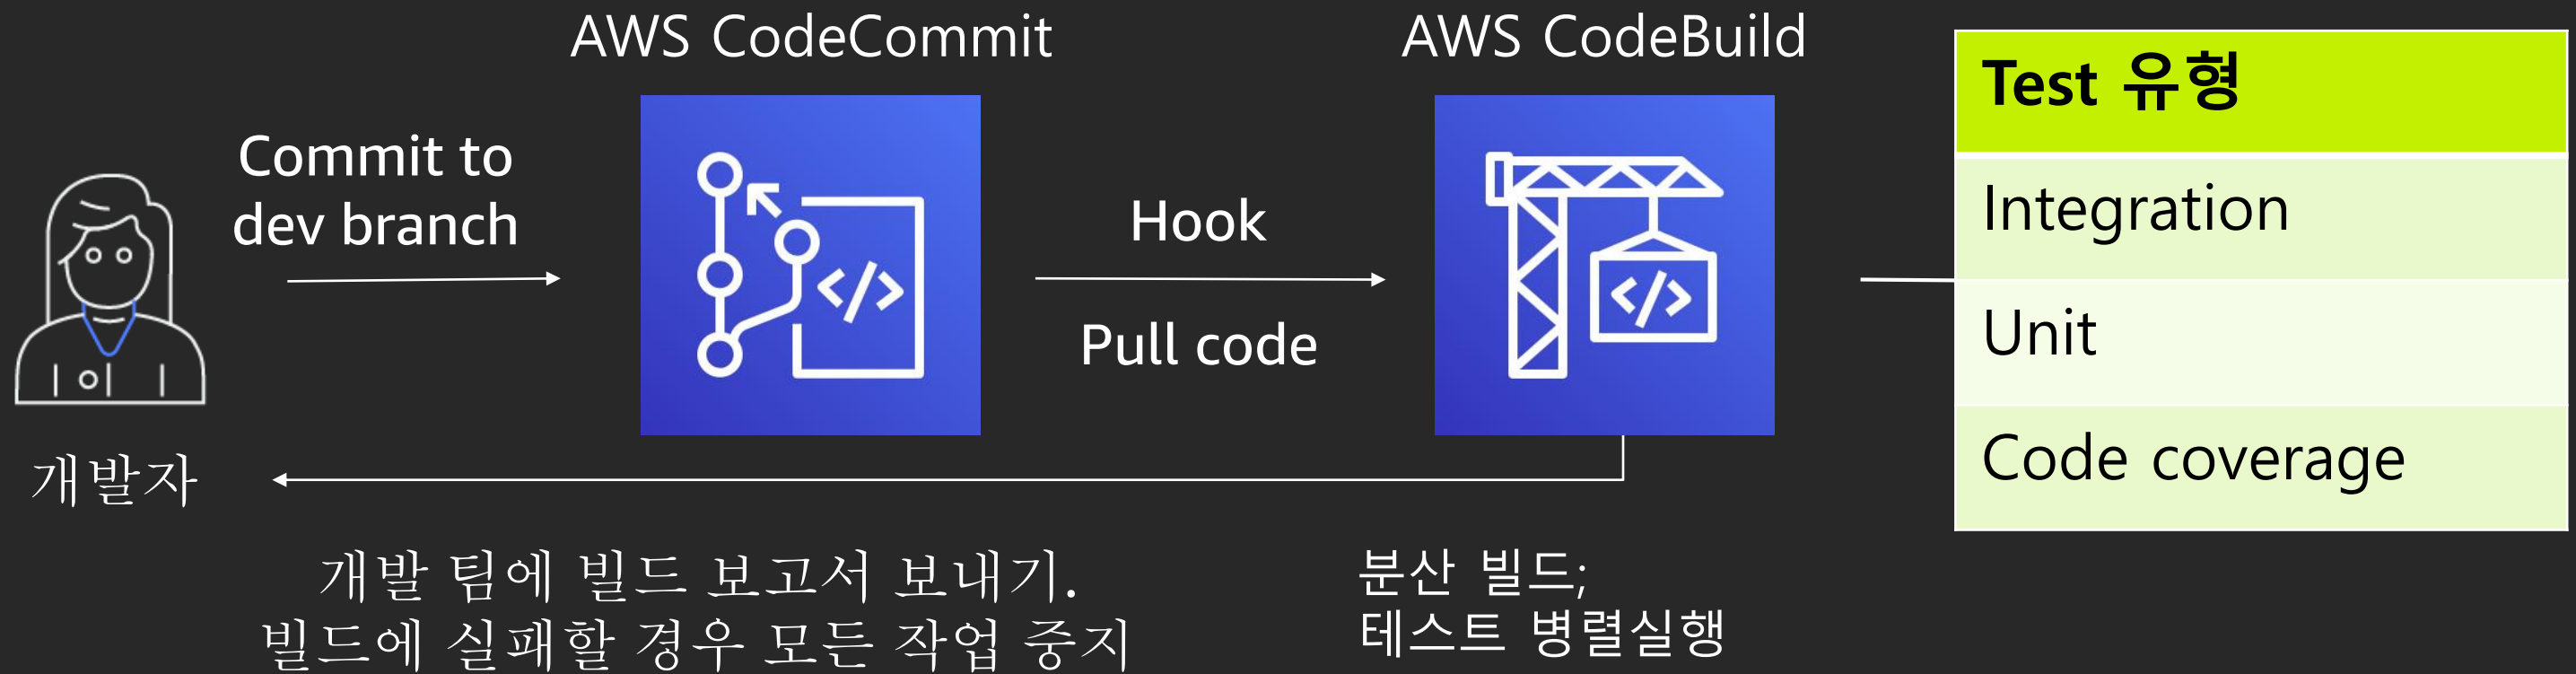 AWS CodeCommit
AWS CodeBuild
Commit to
dev branch
Hook
Pull code
개발자
개발 팀에 빌드 보고서 보내기.
빌드에 실패할 경우 모든 작업 중지
분산 빌드;
테스트 병렬실행
Test 유형
Integration
Unit
Code coverage